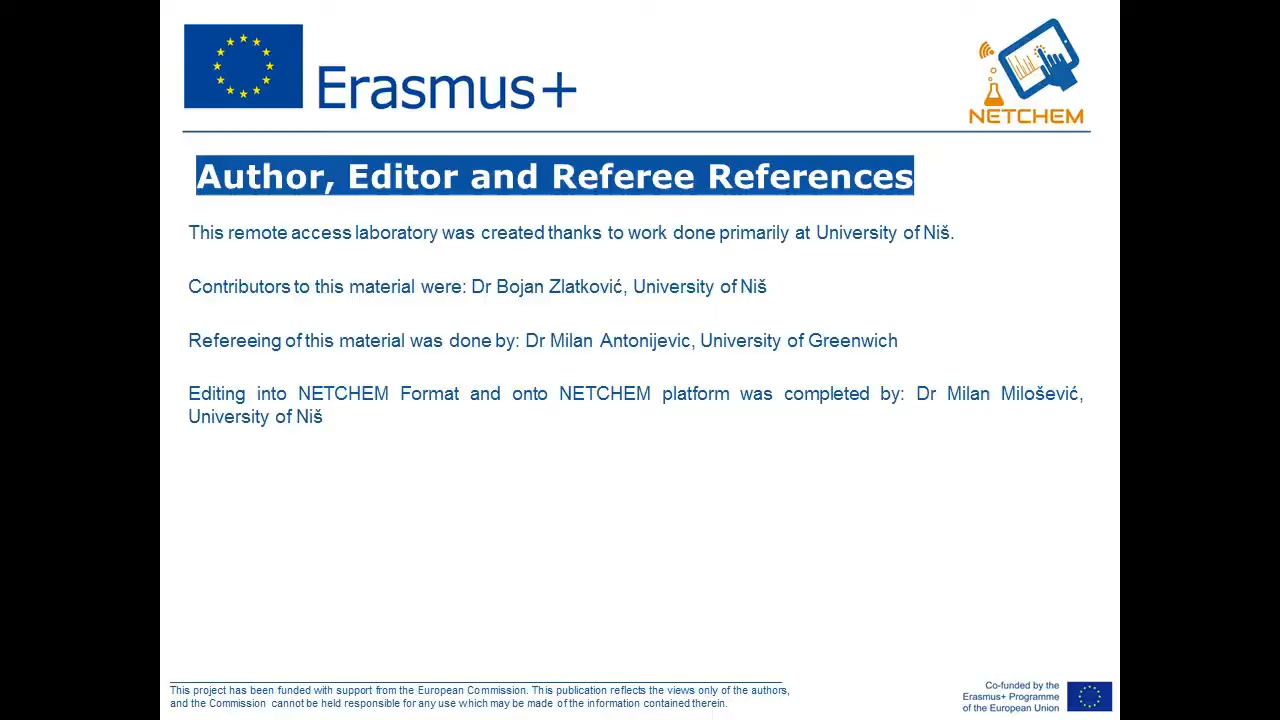 Erasmus+
NETCHEM
Author, Editor and Referee References
This remote access laboratory was created thanks to work done primarily at University of Niš.
Contributors to this material were: Dr Bojan Zlatković, University of Niš
Refereeing of this material was done by: Dr Milan Antonijevic, University of Greenwich
Editing into NETCHEM Format and onto NETCHEM platform was completed by: Dr Milan Milošević,
University of Niš
This project has been funded with support from the European Commission. This publication reflects the views only of the authors,
and the Commission cannot be held responsible for any use which may be made of the information contained therein.
Co-funded by the
Erasmus+ Programme
of the European Union